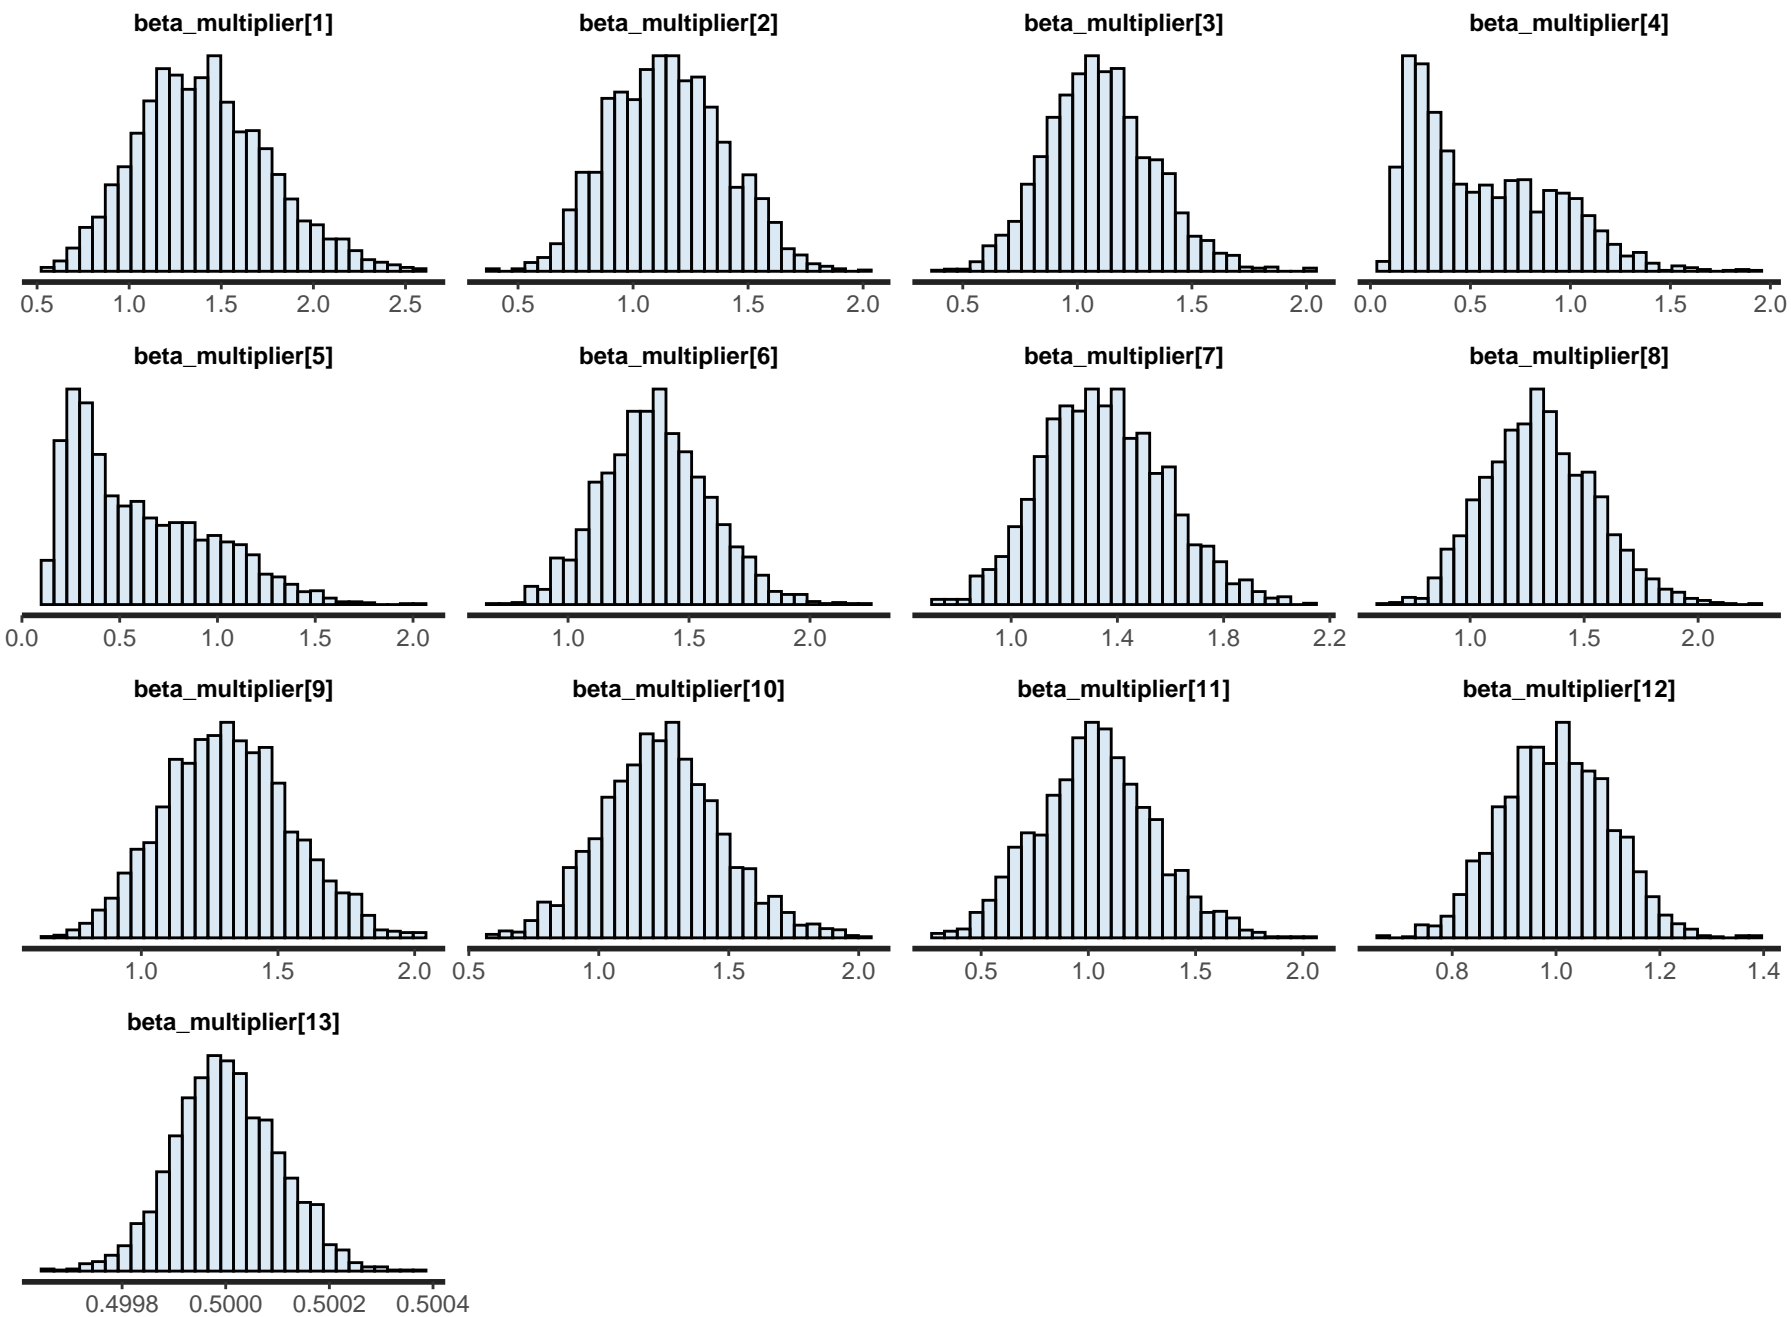 beta_multiplier[1] beta_multiplier[2] beta_multiplier[3] beta_multiplier[4]
0.5 1.0 1.5 2.0 2.5 0.5 1.0 1.5 2.0 0.5 1.0 1.5 2.0 0.0 0.5 1.0 1.5 2.0
beta_multiplier[5] beta_multiplier[6] beta_multiplier[7] beta_multiplier[8]
0.0 0.5 1.0 1.5 2.0 1.0 1.5 2.0 1.0 1.4 1.8 2.2 1.0 1.5 2.0
beta_multiplier[9] beta_multiplier[10] beta_multiplier[11] beta_multiplier[12]
1.0 1.5 2.0 0.5 1.0 1.5 2.0 0.5 1.0 1.5 2.0 0.8 1.0 1.2 1.4
beta_multiplier[13]
0.4998 0.5000 0.5002 0.5004